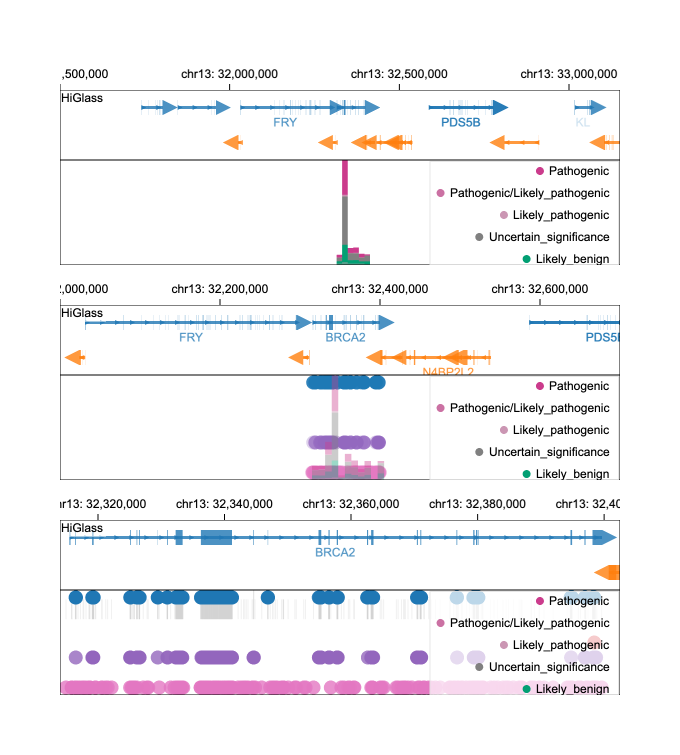 ,500,000 chr13: 32,000,000 chr13: 32,500,000 chr13: 33,000,000
HiGlass
FRY PDS5B KL
Pathogenic
Pathogenic/Likely_pathogenic
Likely_pathogenic
Uncertain_significance
Likely_benign
:,000,000 chr13: 32,200,000 chr13: 32,400,000 chr13: 32,600,000
HiGlass
FRY BRCA2 PDS5
N4BP2L2
Pathogenic
Pathogenic/Likely_pathogenic
Likely_pathogenic
Uncertain_significance
Likely_benign
r13: 32,320,000 chr13: 32,340,000 chr13: 32,360,000 chr13: 32,380,000 chr13: 32,40
HiGlass
BRCA2
Pathogenic
Pathogenic/Likely_pathogenic
Likely_pathogenic
Uncertain_significance
Likely_benign